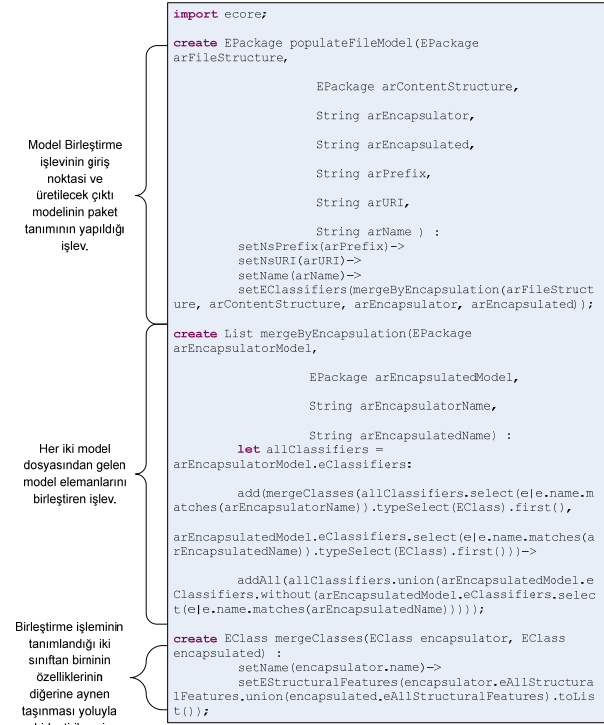 import ecore;
create EPackage populateFileModel(EPackage
arFileStructure,
EPackage arContentStructure,
String arEncapsulator,
String arEncapsulated,
String arPrefix,
String arURI,
String arName ) :
setNsPrefix(arPrefix)->
setNsURI(arURI)->
setName(arName)->
setEClassifiers(mergeByEncapsulation(arFileStruct
ure, arContentStructure, arEncapsulator, arEncapsulated));
Model Birleştirme
işlevinin giriş
noktası ve
üretilecek çıktı
modelinin paket
tanımının yapıldığı
işlev.
create List mergeByEncapsulation(EPackage
arEncapsulatorModel,
EPackage arEncapsulatedModel,
String arEncapsulatorName,
String arEncapsulatedName) :
let allClassifiers =
arEncapsulatorModel.eClassifiers:
add(mergeClasses(allClassifiers.select(e|e.name.m
atches(arEncapsulatorName)).typeSelect(EClass).first(),
arEncapsulatedModel.eClassifiers.select(e|e.name.matches(a
rEncapsulatedName)).typeSelect(EClass).first()))->
addAll(allClassifiers.union(arEncapsulatedModel.e
Classifiers.without(arEncapsulatedModel.eClassifiers.selec
t(e|e.name.matches(arEncapsulatedName)))));
Her iki model
dosyasından gelen
model elemanlarını
birleştiren işlev.
create EClass mergeClasses(EClass encapsulator, EClass
encapsulated) :
setName(encapsulator.name)->
setEStructuralFeatures(encapsulator.eAllStructura
lFeatures.union(encapsulated.eAllStructuralFeatures).toLis
t());
Birleştirme işleminin
tanımlandığı iki
sınıftan birinin
özelliklerinin
diğerine aynen
taşınması yoluyla